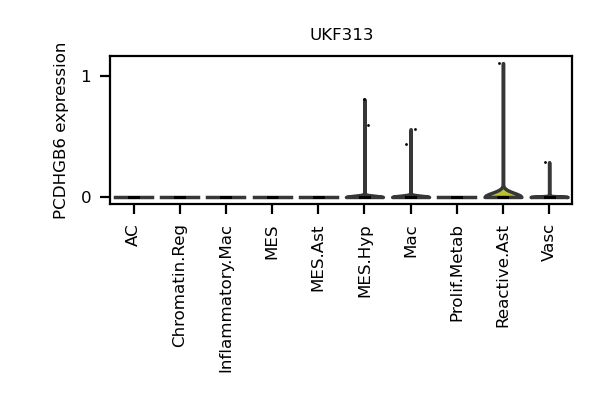 UKF313
PCDHGB6 expression
1
0
AC
Chromatin.Reg
Inflammatory.Mac
MES
MES.Ast
MES.Hyp
Mac
Prolif.Metab
Reactive.Ast
Vasc